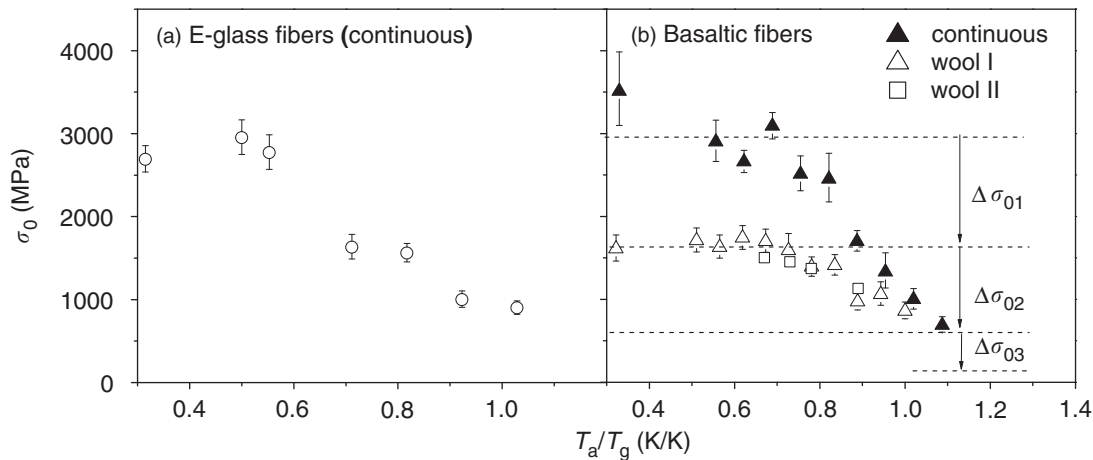 (a) E-glass fibers (continuous)
(b) Basaltic fibers
continuous
wool I
wool II
4000
3000
2000
1000
0
σ0 (MPa)
Δσ01
Δσ02
Δσ03
0.4 0.6 0.8 1.0
0.4 0.6 0.8 1.0 1.2 1.4
Ta/Tg (K/K)